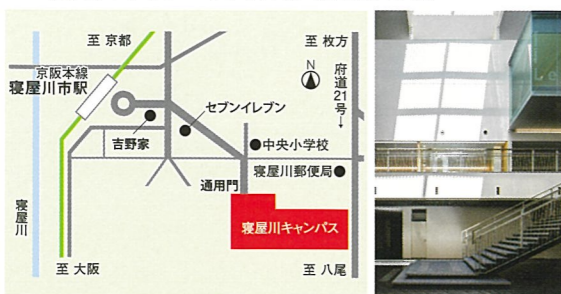 至 京都
至 枚方
京阪本線
寝屋川市駅
N
府道21号→
セブンイレブン
吉野家
中央小学校
寝屋川郵便局
通用門
寝屋川キャンパス
寝屋川
至 大阪
至 八尾